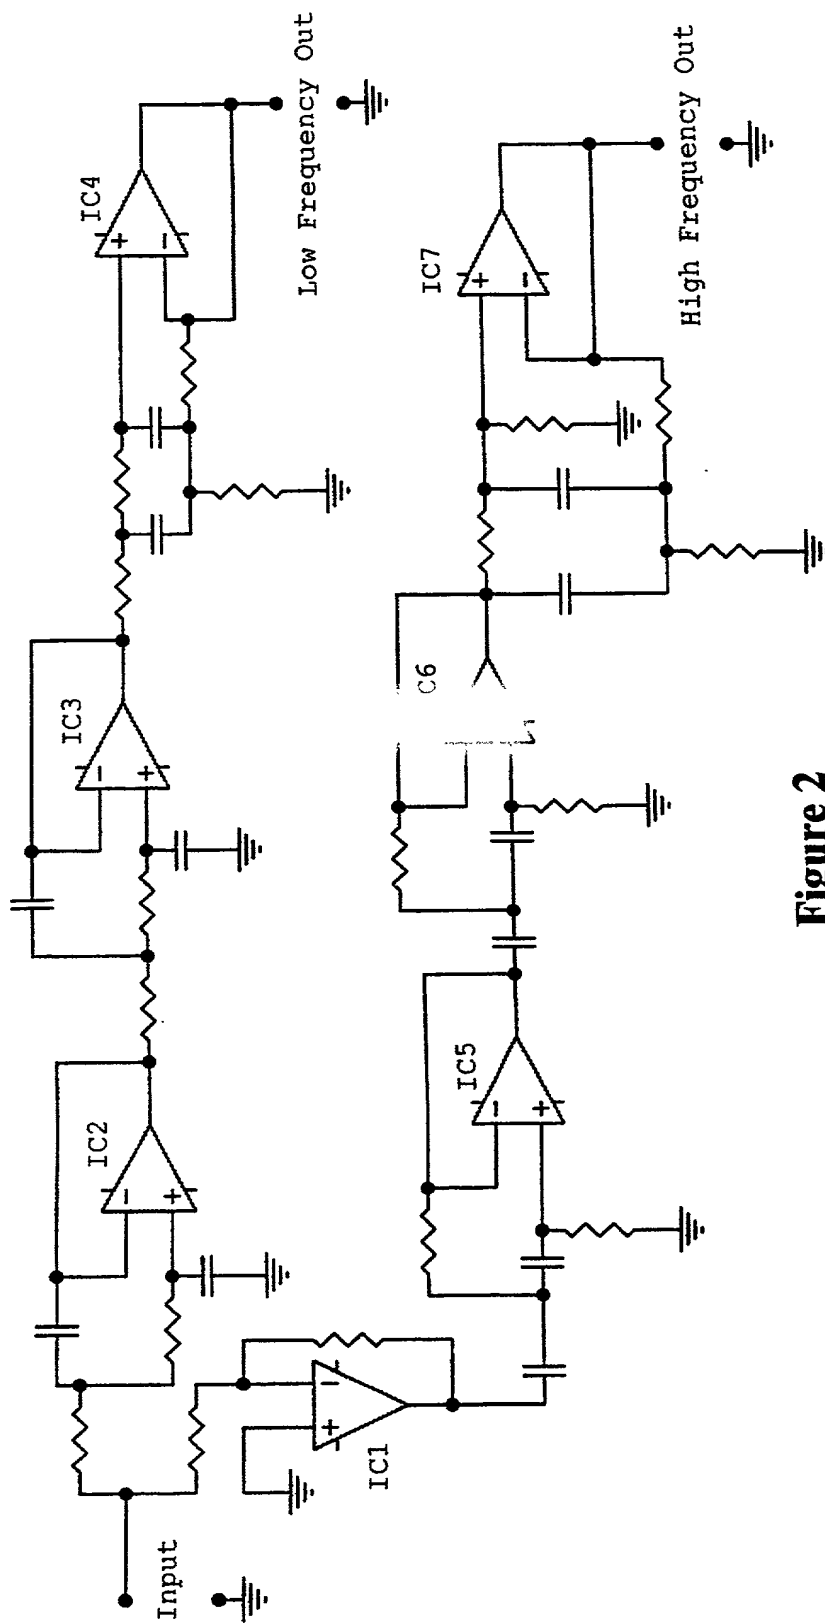 Input
IC1
IC2
IC3
IC4
Low Frequency Out
IC5
C6
IC7
High Frequency Out
Figure 2